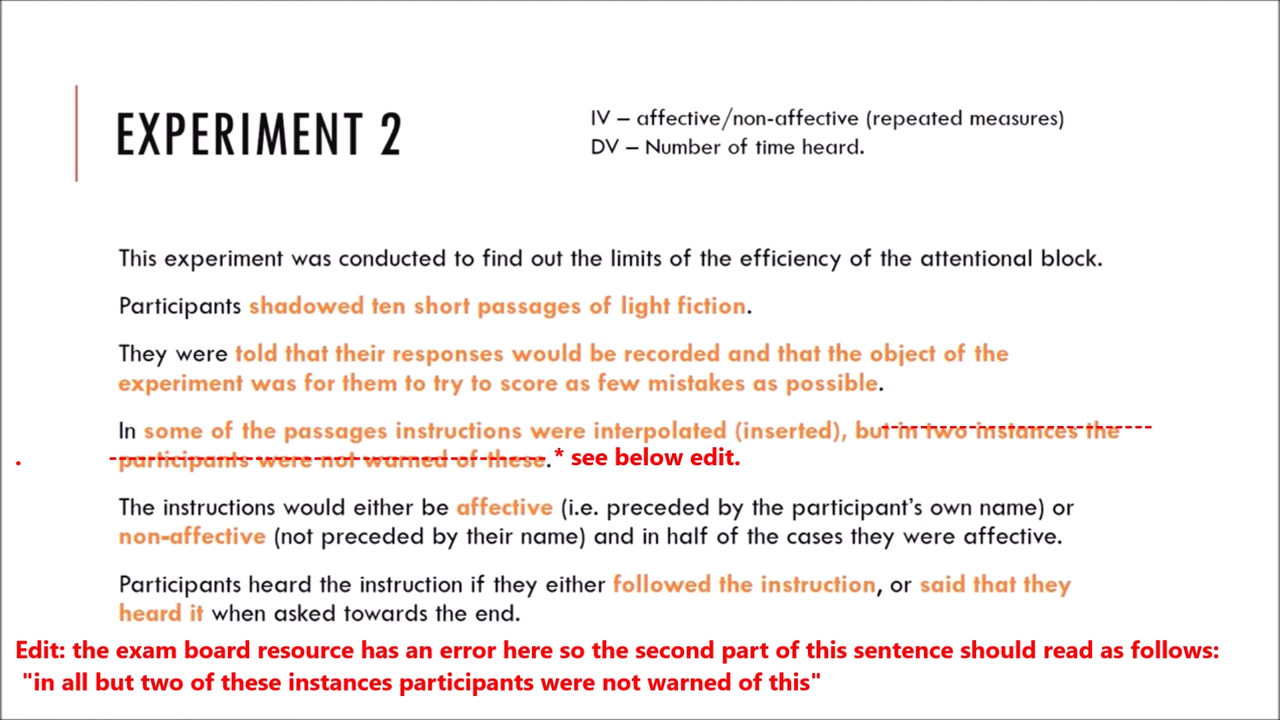 EXPERIMENT 2
IV – affective/non-affective (repeated measures)
DV – Number of time heard.
This experiment was conducted to find out the limits of the efficiency of the attentional block.
Participants shadowed ten short passages of light fiction.
They were told that their responses would be recorded and that the object of the
experiment was for them to try to score as few mistakes as possible.
In some of the passages instructions were interpolated (inserted), but in two instances the
. participants were not warned of these.* see below edit.
The instructions would either be affective (i.e. preceded by the participant’s own name) or
non-affective (not preceded by their name) and in half of the cases they were affective.
Participants heard the instruction if they either followed the instruction, or said that they
heard it when asked towards the end.
Edit: the exam board resource has an error here so the second part of this sentence should read as follows:
"in all but two of these instances participants were not warned of this"